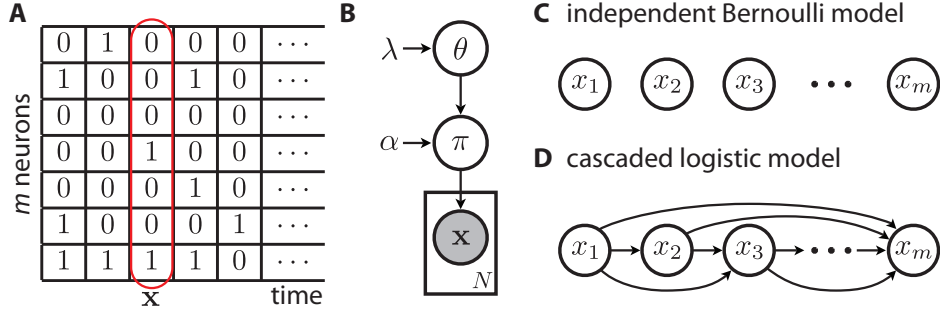 A
m neurons
0 1 0 0 0 ···
1 0 0 1 0 ···
0 0 0 0 0 ···
0 0 1 0 0 ···
0 0 0 1 0 ···
1 0 0 0 1 ···
1 1 1 1 0 ···
x time
B
λ θ
α π
x
N
C independent Bernoulli model
x₁ x₂ x₃ ··· xₘ
D cascaded logistic model
x₁ x₂ x₃ ··· xₘ